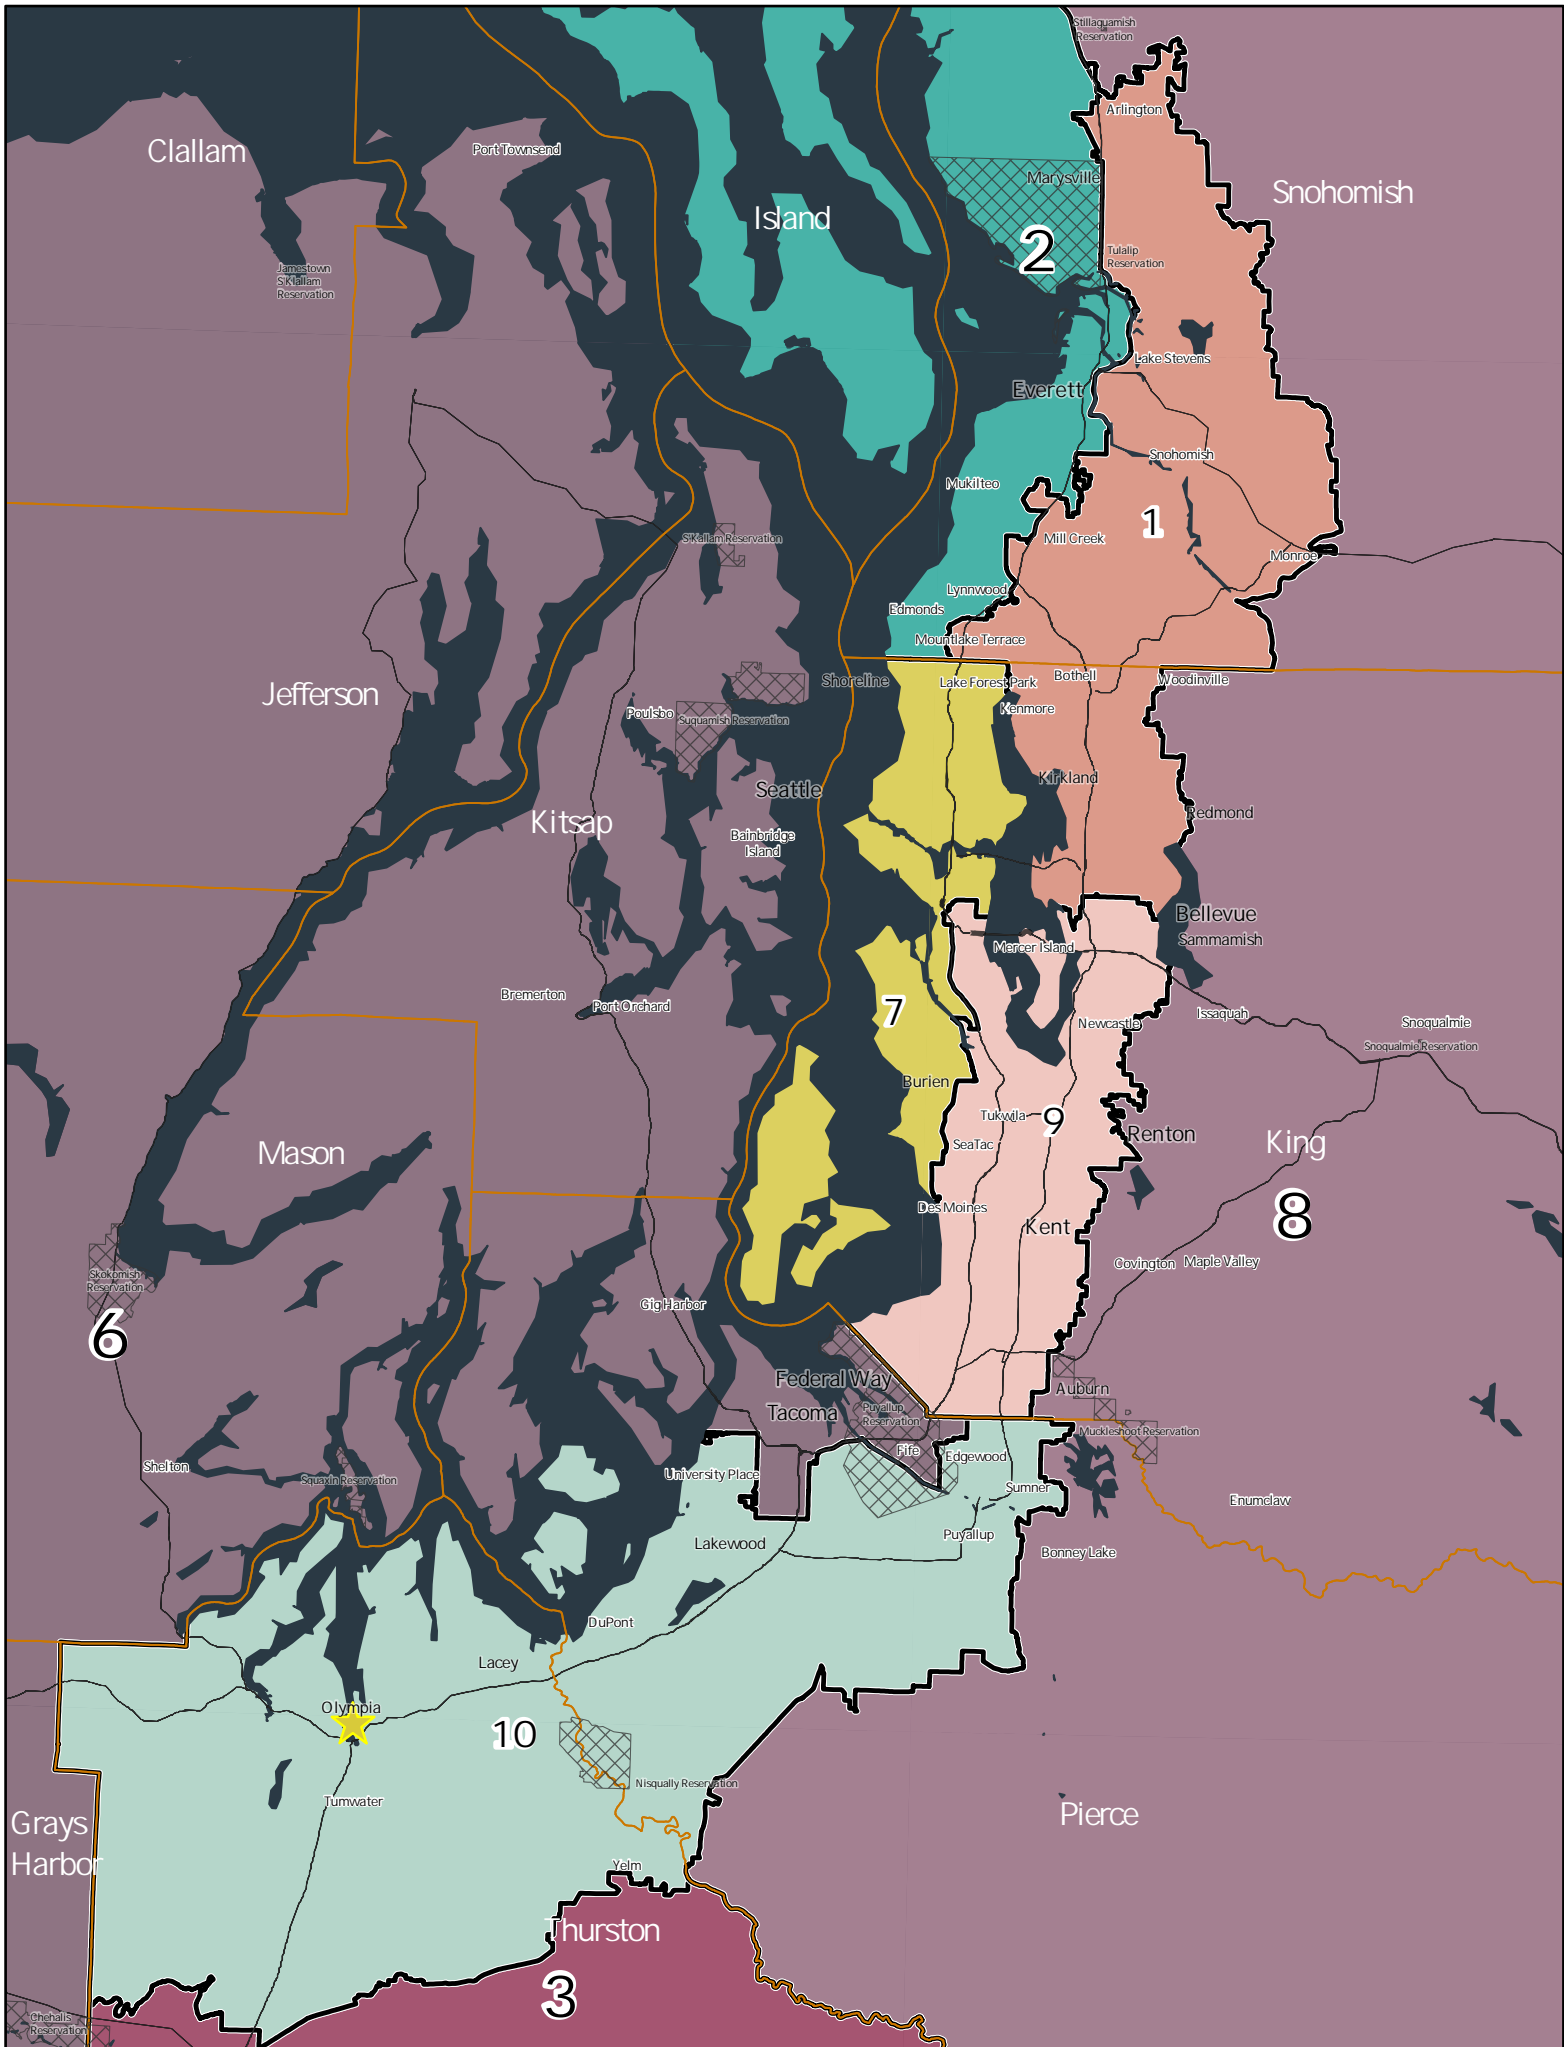 Stillaquamish
Reservation
Arlington
Clallam
Port Townsend
Marysville
Snohomish
Island
2
Tulalip
Reservation
Jamestown
S'Klallam
Reservation
Lake Stevens
Everett
Snohomish
Mukilteo
1
S'Kallam Reservation
Mill Creek
Monroe
Lynnwood
Edmonds
Mountlake Terrace
Shoreline
Lake Forest Park
Bothell
Woodinville
Jefferson
Kenmore
Poulsbo
Suquamish Reservation
Kirkland
Seattle
Redmond
Kitsap
Bainbridge
Island
Bellevue
Sammamish
Mercer Island
Bremerton
Port Orchard
7
Issaquah
Newcastle
Snoqualmie
Snoqualmie Reservation
Burien
Tukwila
9
Renton
King
Mason
SeaTac
Des Moines
Kent
8
Covington
Maple Valley
Skokomish
Reservation
6
Gig Harbor
Federal Way
Auburn
Tacoma
Puyallup
Reservation
Muckleshoot Reservation
Fife
Edgewood
Shelton
Squaxin Reservation
University Place
Sumner
Enumclaw
Puyallup
Lakewood
Bonney Lake
DuPont
Lacey
Olympia
10
Nisqually Reservation
Tumwater
Grays
Harbor
Pierce
Yelm
Thurston
3
Chehalis
Reservation